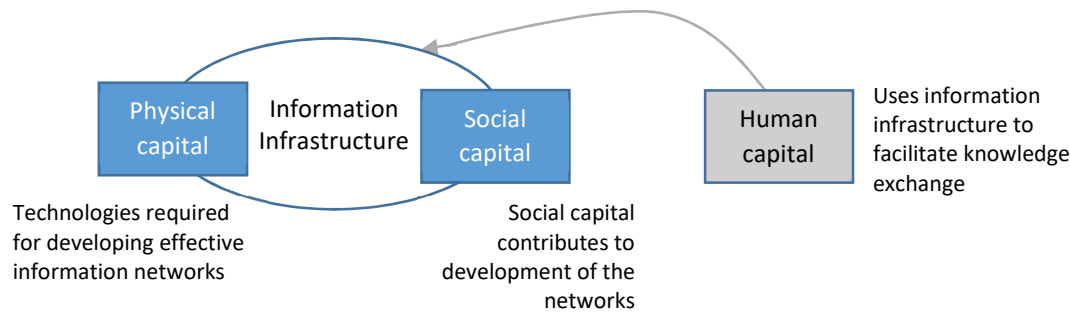 Physical
capital
Information
Infrastructure
Social
capital
Human
capital
Uses information
infrastructure to
facilitate knowledge
exchange
Technologies required
for developing effective
information networks
Social capital
contributes to
development of the
networks